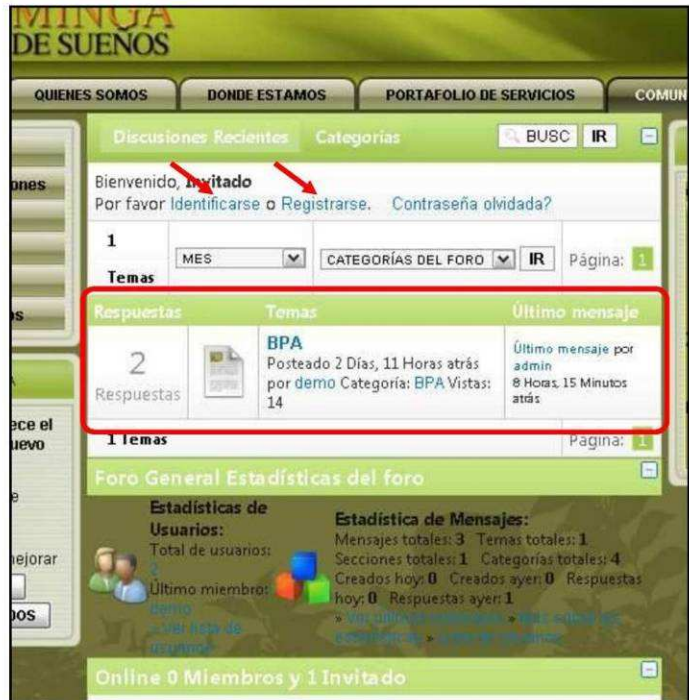 MINGA
DE SUEÑOS
QUIENES SOMOS DONDE ESTAMOS PORTAFOLIO DE SERVICIOS COMUN
Discusiones Recientes Categorías BUSC IR
ones
Bienvenido, Invitado
Por favor Identificarse o Registrarse. Contraseña olvidada?
1
Temas
MES CATEGORÍAS DEL FORO IR Página: 1
s
Respuestas Temas Último mensaje
2
Respuestas
BPA
Posteado 2 Días, 11 Horas atrás
por demo Categoría: BPA Vistas:
14
Último mensaje por
admin
8 Horas, 15 Minutos
atrás
1 Temas Página: 1
ece el
uevo
e
nejorar
DOS
Foro General Estadísticas del foro
Estadísticas de
Usuarios:
Total de usuarios:
2
Último miembro:
demo
» Ver lista de
usuarios
Estadística de Mensajes:
Mensajes totales: 3 Temas totales: 1
Secciones totales: 1 Categorías totales: 4
Creados hoy: 0 Creados ayer: 0 Respuestas
hoy: 0 Respuestas ayer: 1
Online 0 Miembros y 1 Invitado